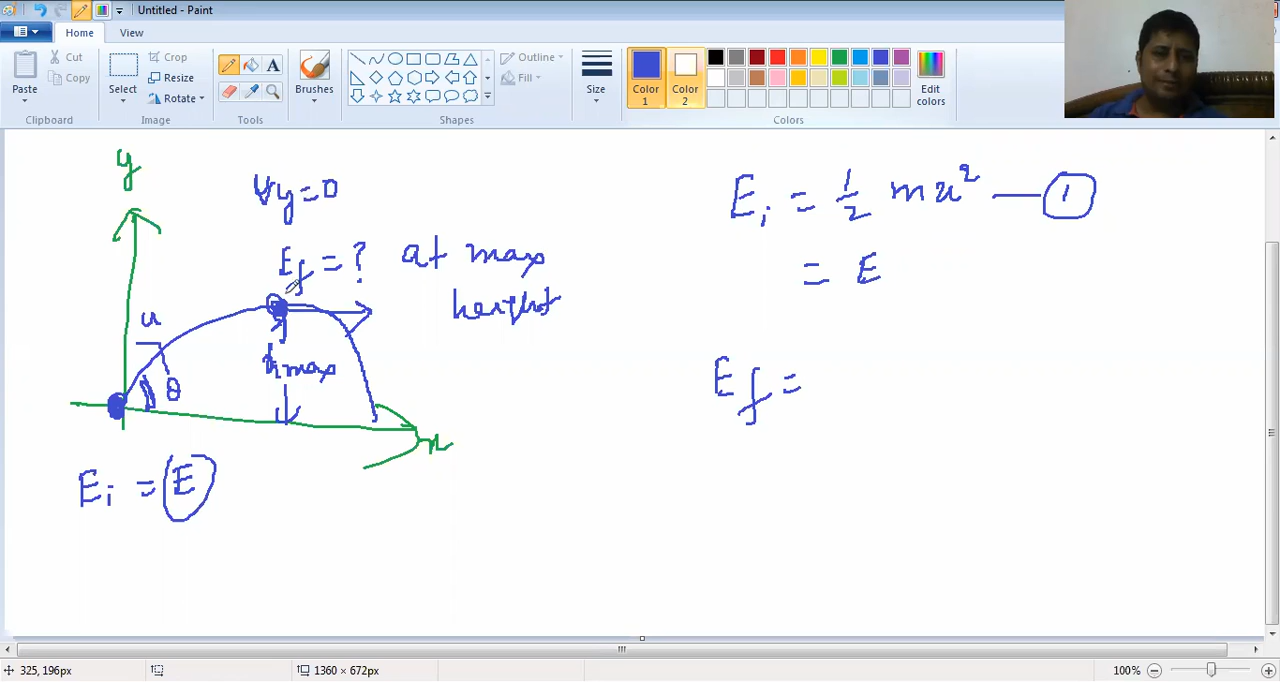 Untitled - Paint
Home View
Paste
Cut
Copy
Clipboard
Select
Crop
Resize
Rotate
Image
Tools
Brushes
Shapes
Outline
Fill
Size
Color 1
Color 2
Edit colors
Colors
y
Vy=0
Ef = ? at max
height
u
θ
hmax
x
Ei = E
Ei = 1/2 mu² — 1
= E
Ef =
325, 196px
1360 × 672px
100%